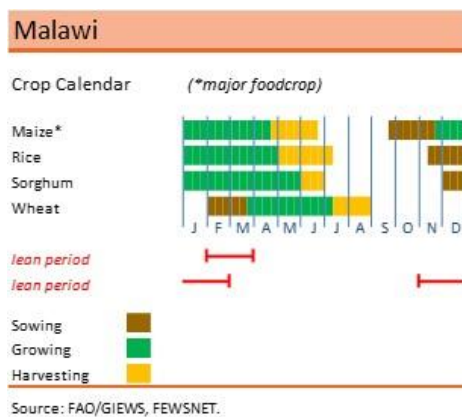 Malawi
Crop Calendar (*major foodcrop)
Maize*
Rice
Sorghum
Wheat
J F M A M J J A S O N D
lean period
lean period
Sowing
Growing
Harvesting
Source: FAO/GIEWS, FEWSNET.